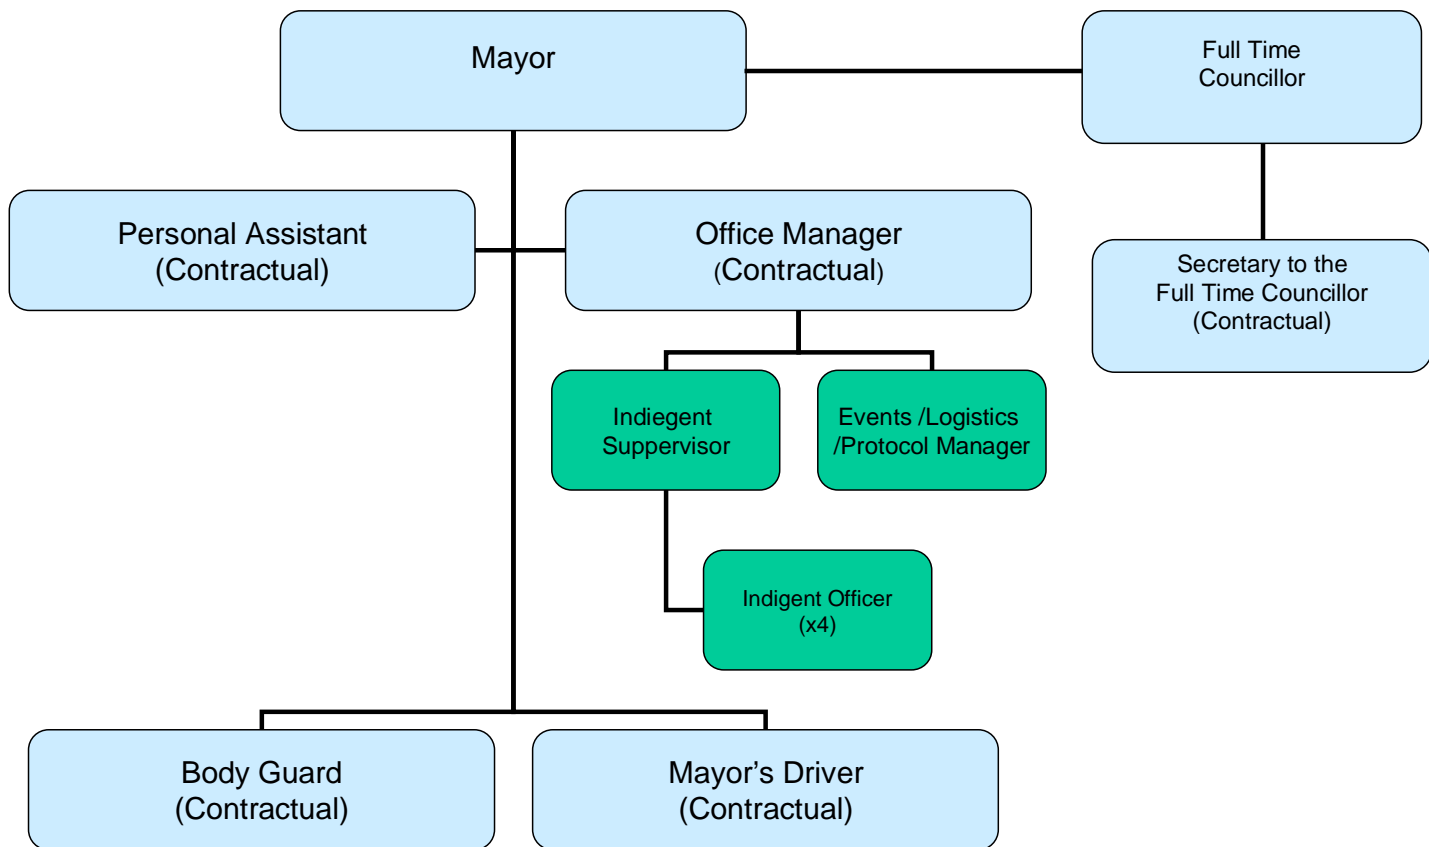 Mayor
Full Time
Councillor
Personal Assistant
(Contractual)
Office Manager
(Contractual)
Secretary to the
Full Time Councillor
(Contractual)
Indiegent
Suppervisor
Events /Logistics
/Protocol Manager
Indigent Officer
(x4)
Body Guard
(Contractual)
Mayor’s Driver
(Contractual)